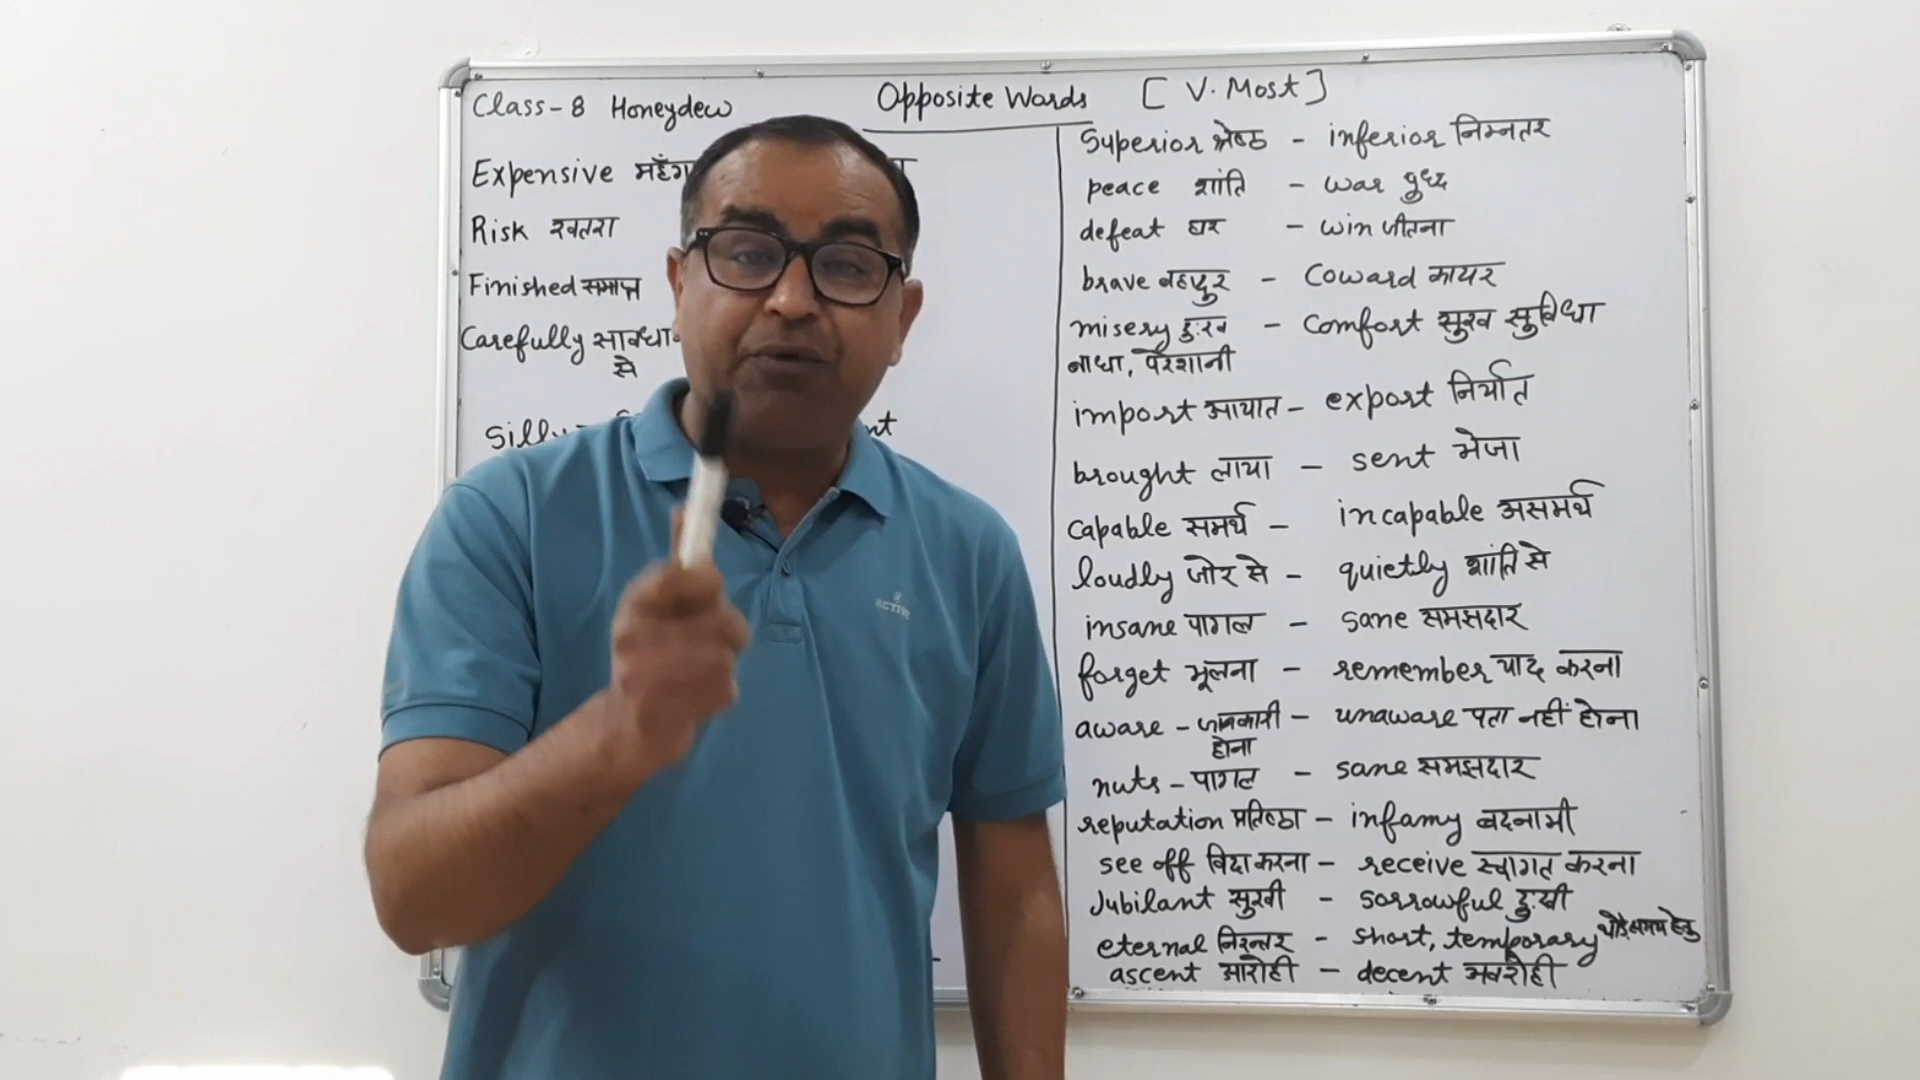 Class-8 Honeydew
Opposite Words
[ V. Most ]
Expensive
Risk खतरा
Finished समाप्त
Carefully
से
Superior श्रेष्ठ - inferior निम्नतर
peace शांति - war युध्द
defeat हार - win जीतना
brave बहादुर - Coward कायर
misery दु:ख - Comfort सुख सुविधा
बाधा, परेशानी
import आयात - export निर्यात
brought लाया - sent भेजा
capable समर्थ - incapable असमर्थ
loudly जोर से - quietly शांति से
insane पागल - sane समझदार
forget भूलना - remember याद करना
aware - जानकारी - unaware पता नहीं होना
होना
nuts - पागल - sane समझदार
reputation प्रतिष्ठा - infamy बदनामी
see off बिदा करना - receive स्वागत करना
Jubilant सुखी - sorrowful दु:खी
eternal निरन्तर - short, temporary थोड़े समय हेतु
ascent आरोही - decent अवरोही